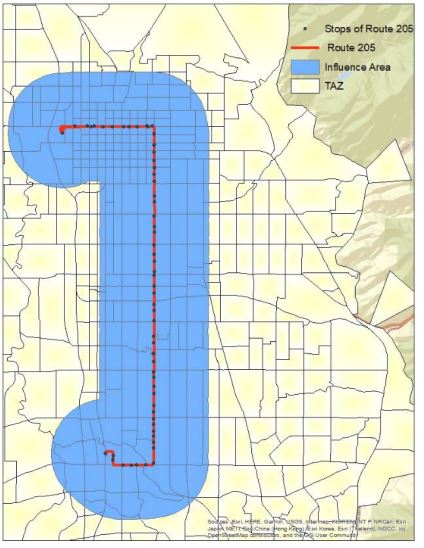 Stops of Route 205
Route 205
Influence Area
TAZ
Sources: Esri, HERE, Garmin, USGS, Intermap, INCREMENT P, NRCan, Esri
Japan, METI, Esri China (Hong Kong), Esri Korea, Esri (Thailand), NGCC, (c)
OpenStreetMap contributors, and the GIS User Community